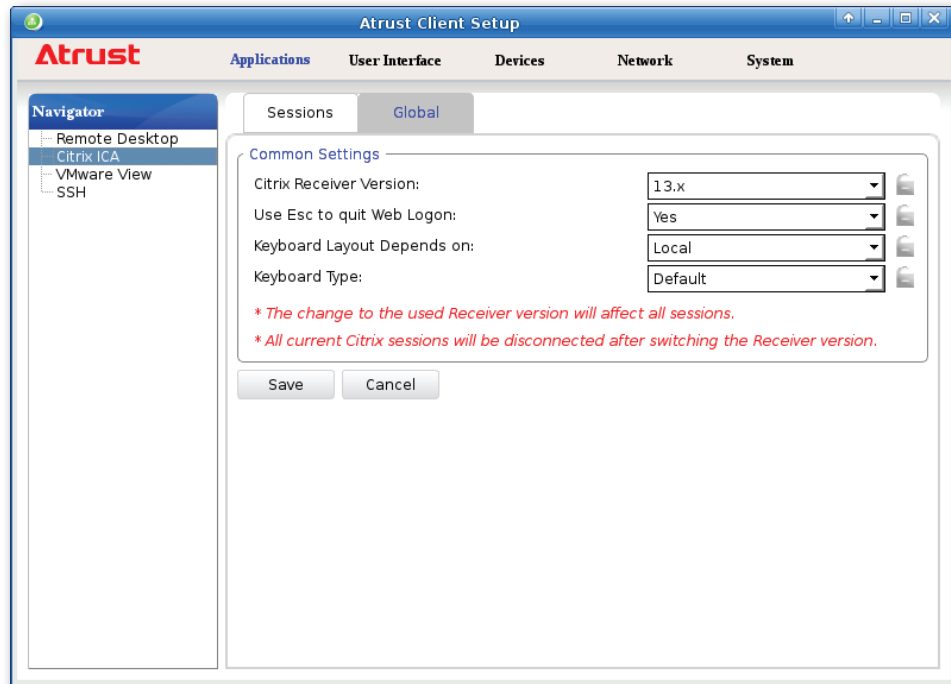 Atrust Client Setup
Atrust
Applications User Interface Devices Network System
Navigator
Remote Desktop
Citrix ICA
VMware View
SSH
Sessions Global
Common Settings
Citrix Receiver Version: 13.x
Use Esc to quit Web Logon: Yes
Keyboard Layout Depends on: Local
Keyboard Type: Default
* The change to the used Receiver version will affect all sessions.
* All current Citrix sessions will be disconnected after switching the Receiver version.
Save Cancel